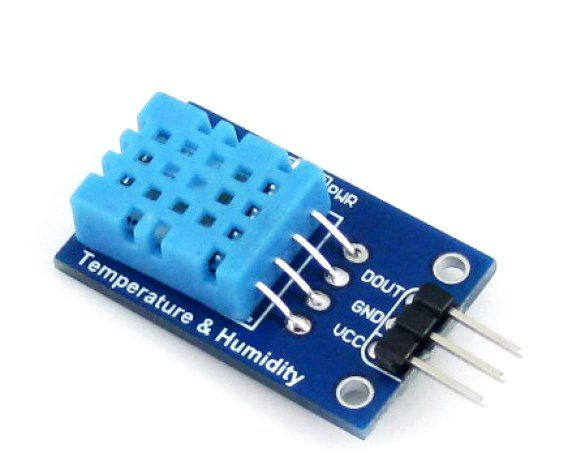 PWR
DOUT
GND
VCC
Temperature & Humidity